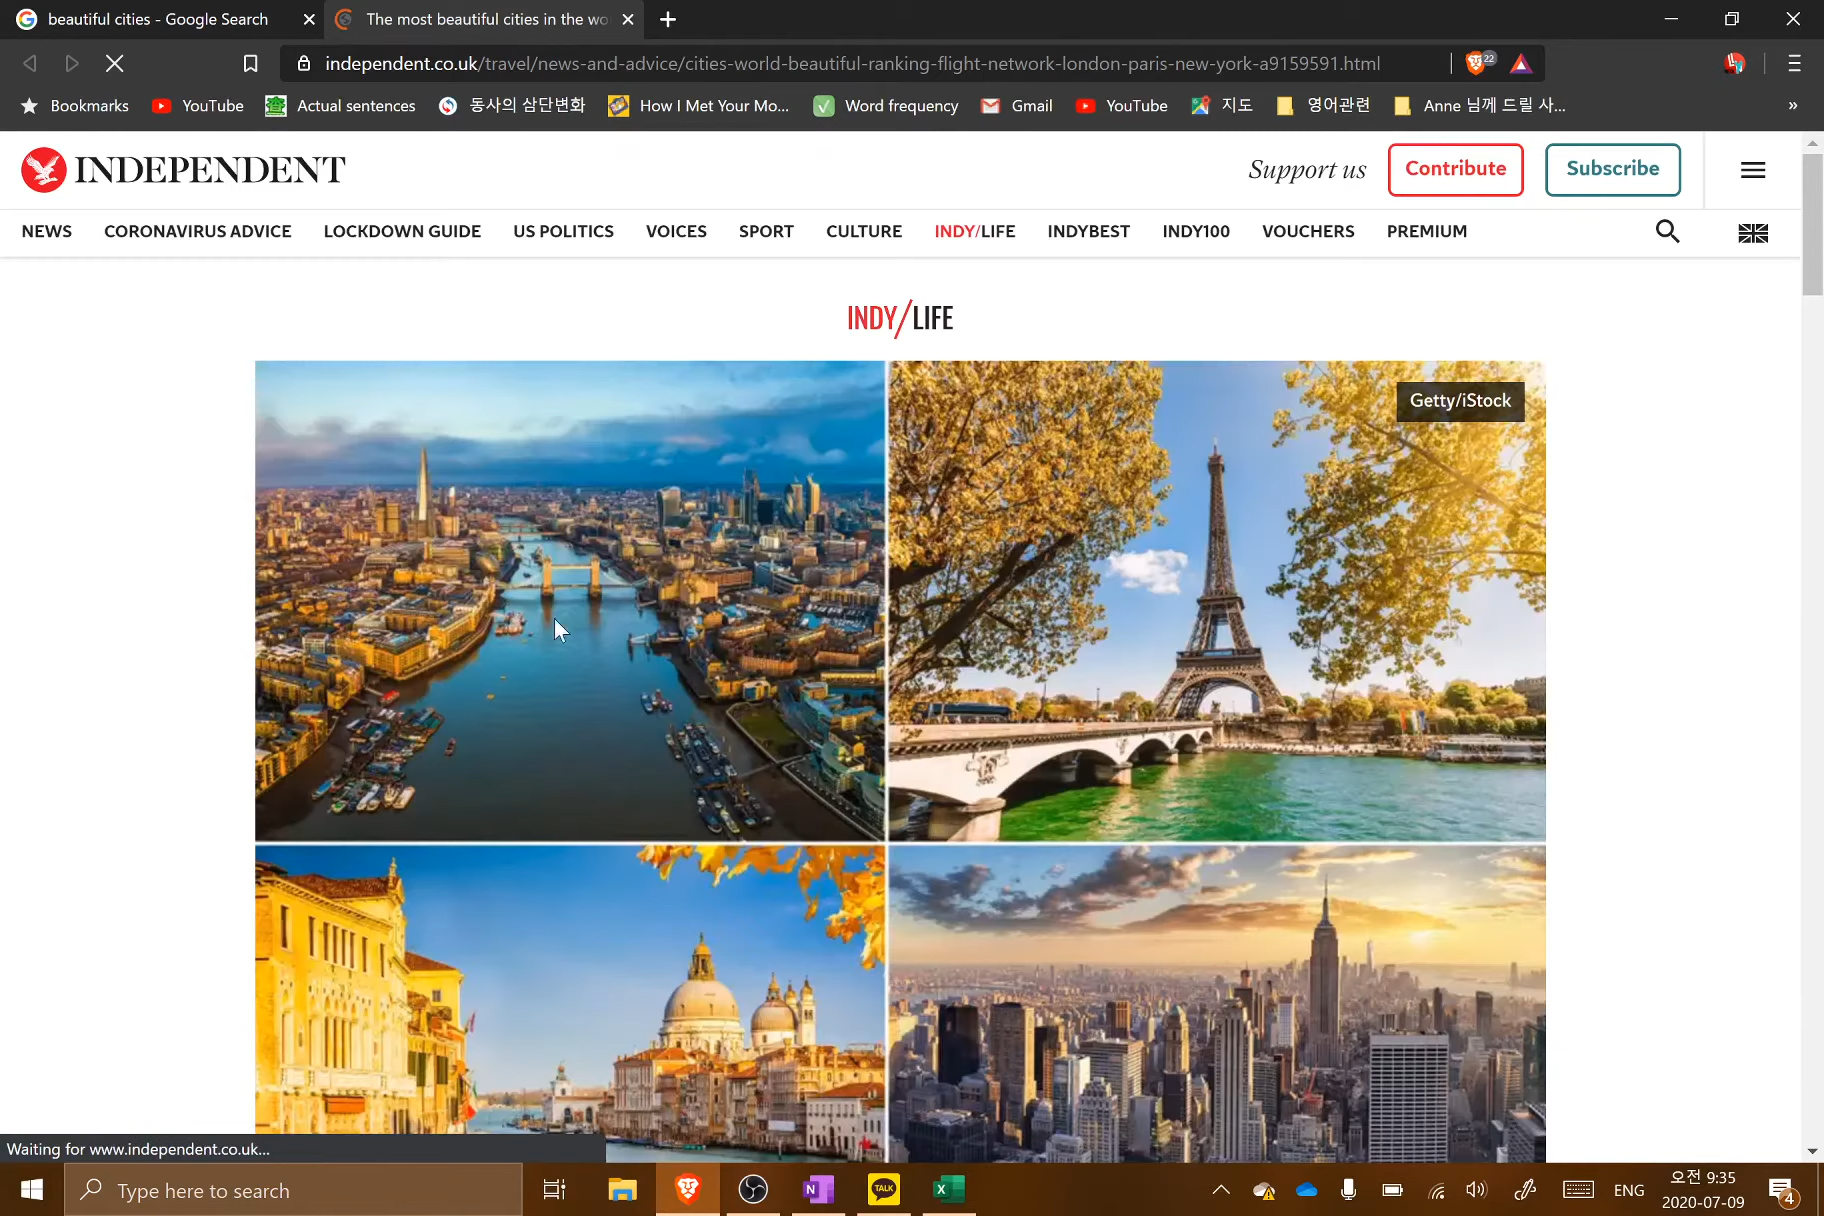 beautiful cities - Google Search
The most beautiful cities in the wo
independent.co.uk/travel/news-and-advice/cities-world-beautiful-ranking-flight-network-london-paris-new-york-a9159591.html
22
Bookmarks YouTube Actual sentences 동사의 삼단변화 How I Met Your Mo... Word frequency Gmail YouTube 지도 영어관련 Anne 님께 드릴 사... »
INDEPENDENT
Support us Contribute Subscribe
NEWS CORONAVIRUS ADVICE LOCKDOWN GUIDE US POLITICS VOICES SPORT CULTURE INDY/LIFE INDYBEST INDY100 VOUCHERS PREMIUM
INDY/LIFE
Getty/iStock
Waiting for www.independent.co.uk...
Type here to search
N
TALK
X
ENG
오전 9:35
2020-07-09
4